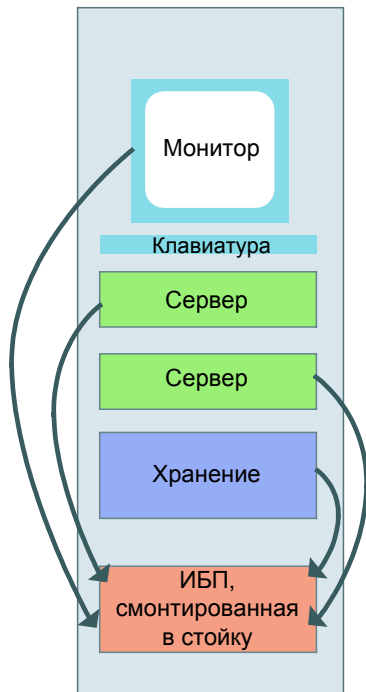 Монитор
Клавиатура
Сервер
Сервер
Хранение
ИБП,
смонтированная
в стойку